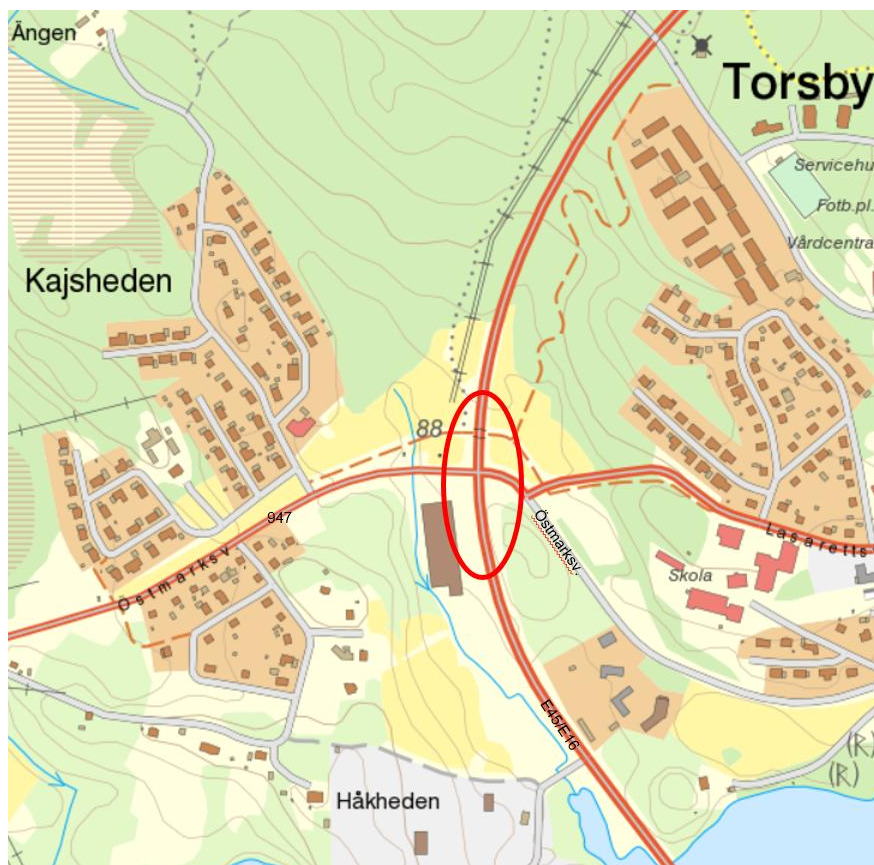 Ängen
Torsby
Servicehu
Fotb.pl.
Vårdcentra
Kajsheden
88
947
Östmarksv.
Östmarksv.
Lasaretts
Skola
E45/E16
(R)
(R)
Håkheden